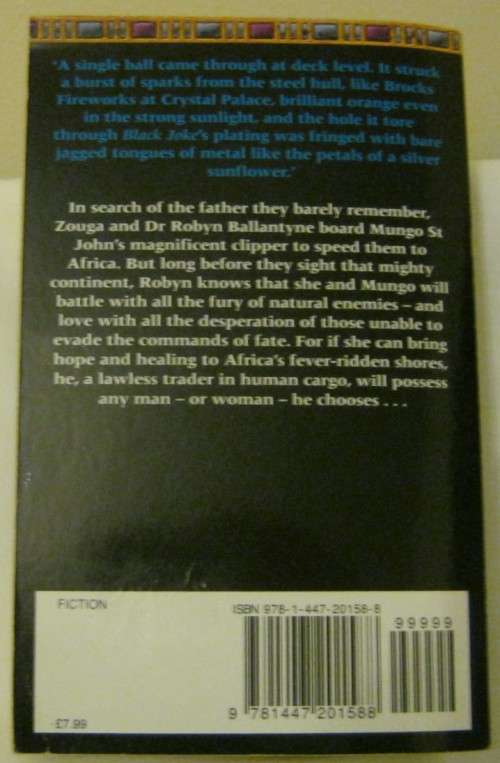 'A single ball came through at deck level. It struck
a burst of sparks from the steel hull, like Brocks
Fireworks at Crystal Palace, brilliant orange even
in the strong sunlight, and the hole it tore
through Black Joke's plating was fringed with bare
jagged tongues of metal like the petals of a silver
sunflower.'
In search of the father they barely remember,
Zouga and Dr Robyn Ballantyne board Mungo St
John's magnificent clipper to speed them to
Africa. But long before they sight that mighty
continent, Robyn knows that she and Mungo will
battle with all the fury of natural enemies – and
love with all the desperation of those unable to
evade the commands of fate. For if she can bring
hope and healing to Africa's fever-ridden shores,
he, a lawless trader in human cargo, will possess
any man – or woman – he chooses . . .
FICTION
ISBN 978-1-447-20158-8
99999
9 781447 201588
£7.99